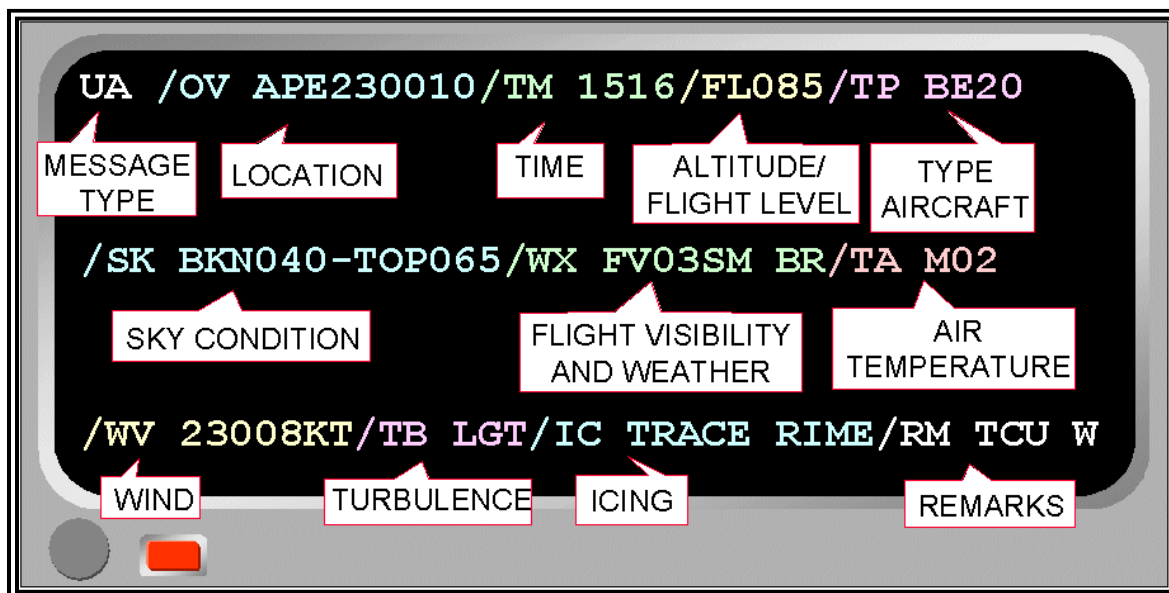 UA /OV APE230010/TM 1516/FL085/TP BE20
MESSAGE
TYPE
LOCATION
TIME
ALTITUDE/
FLIGHT LEVEL
TYPE
AIRCRAFT
/SK BKN040-TOP065/WX FV03SM BR/TA M02
SKY CONDITION
FLIGHT VISIBILITY
AND WEATHER
AIR
TEMPERATURE
/WV 23008KT/TB LGT/IC TRACE RIME/RM TCU W
WIND
TURBULENCE
ICING
REMARKS